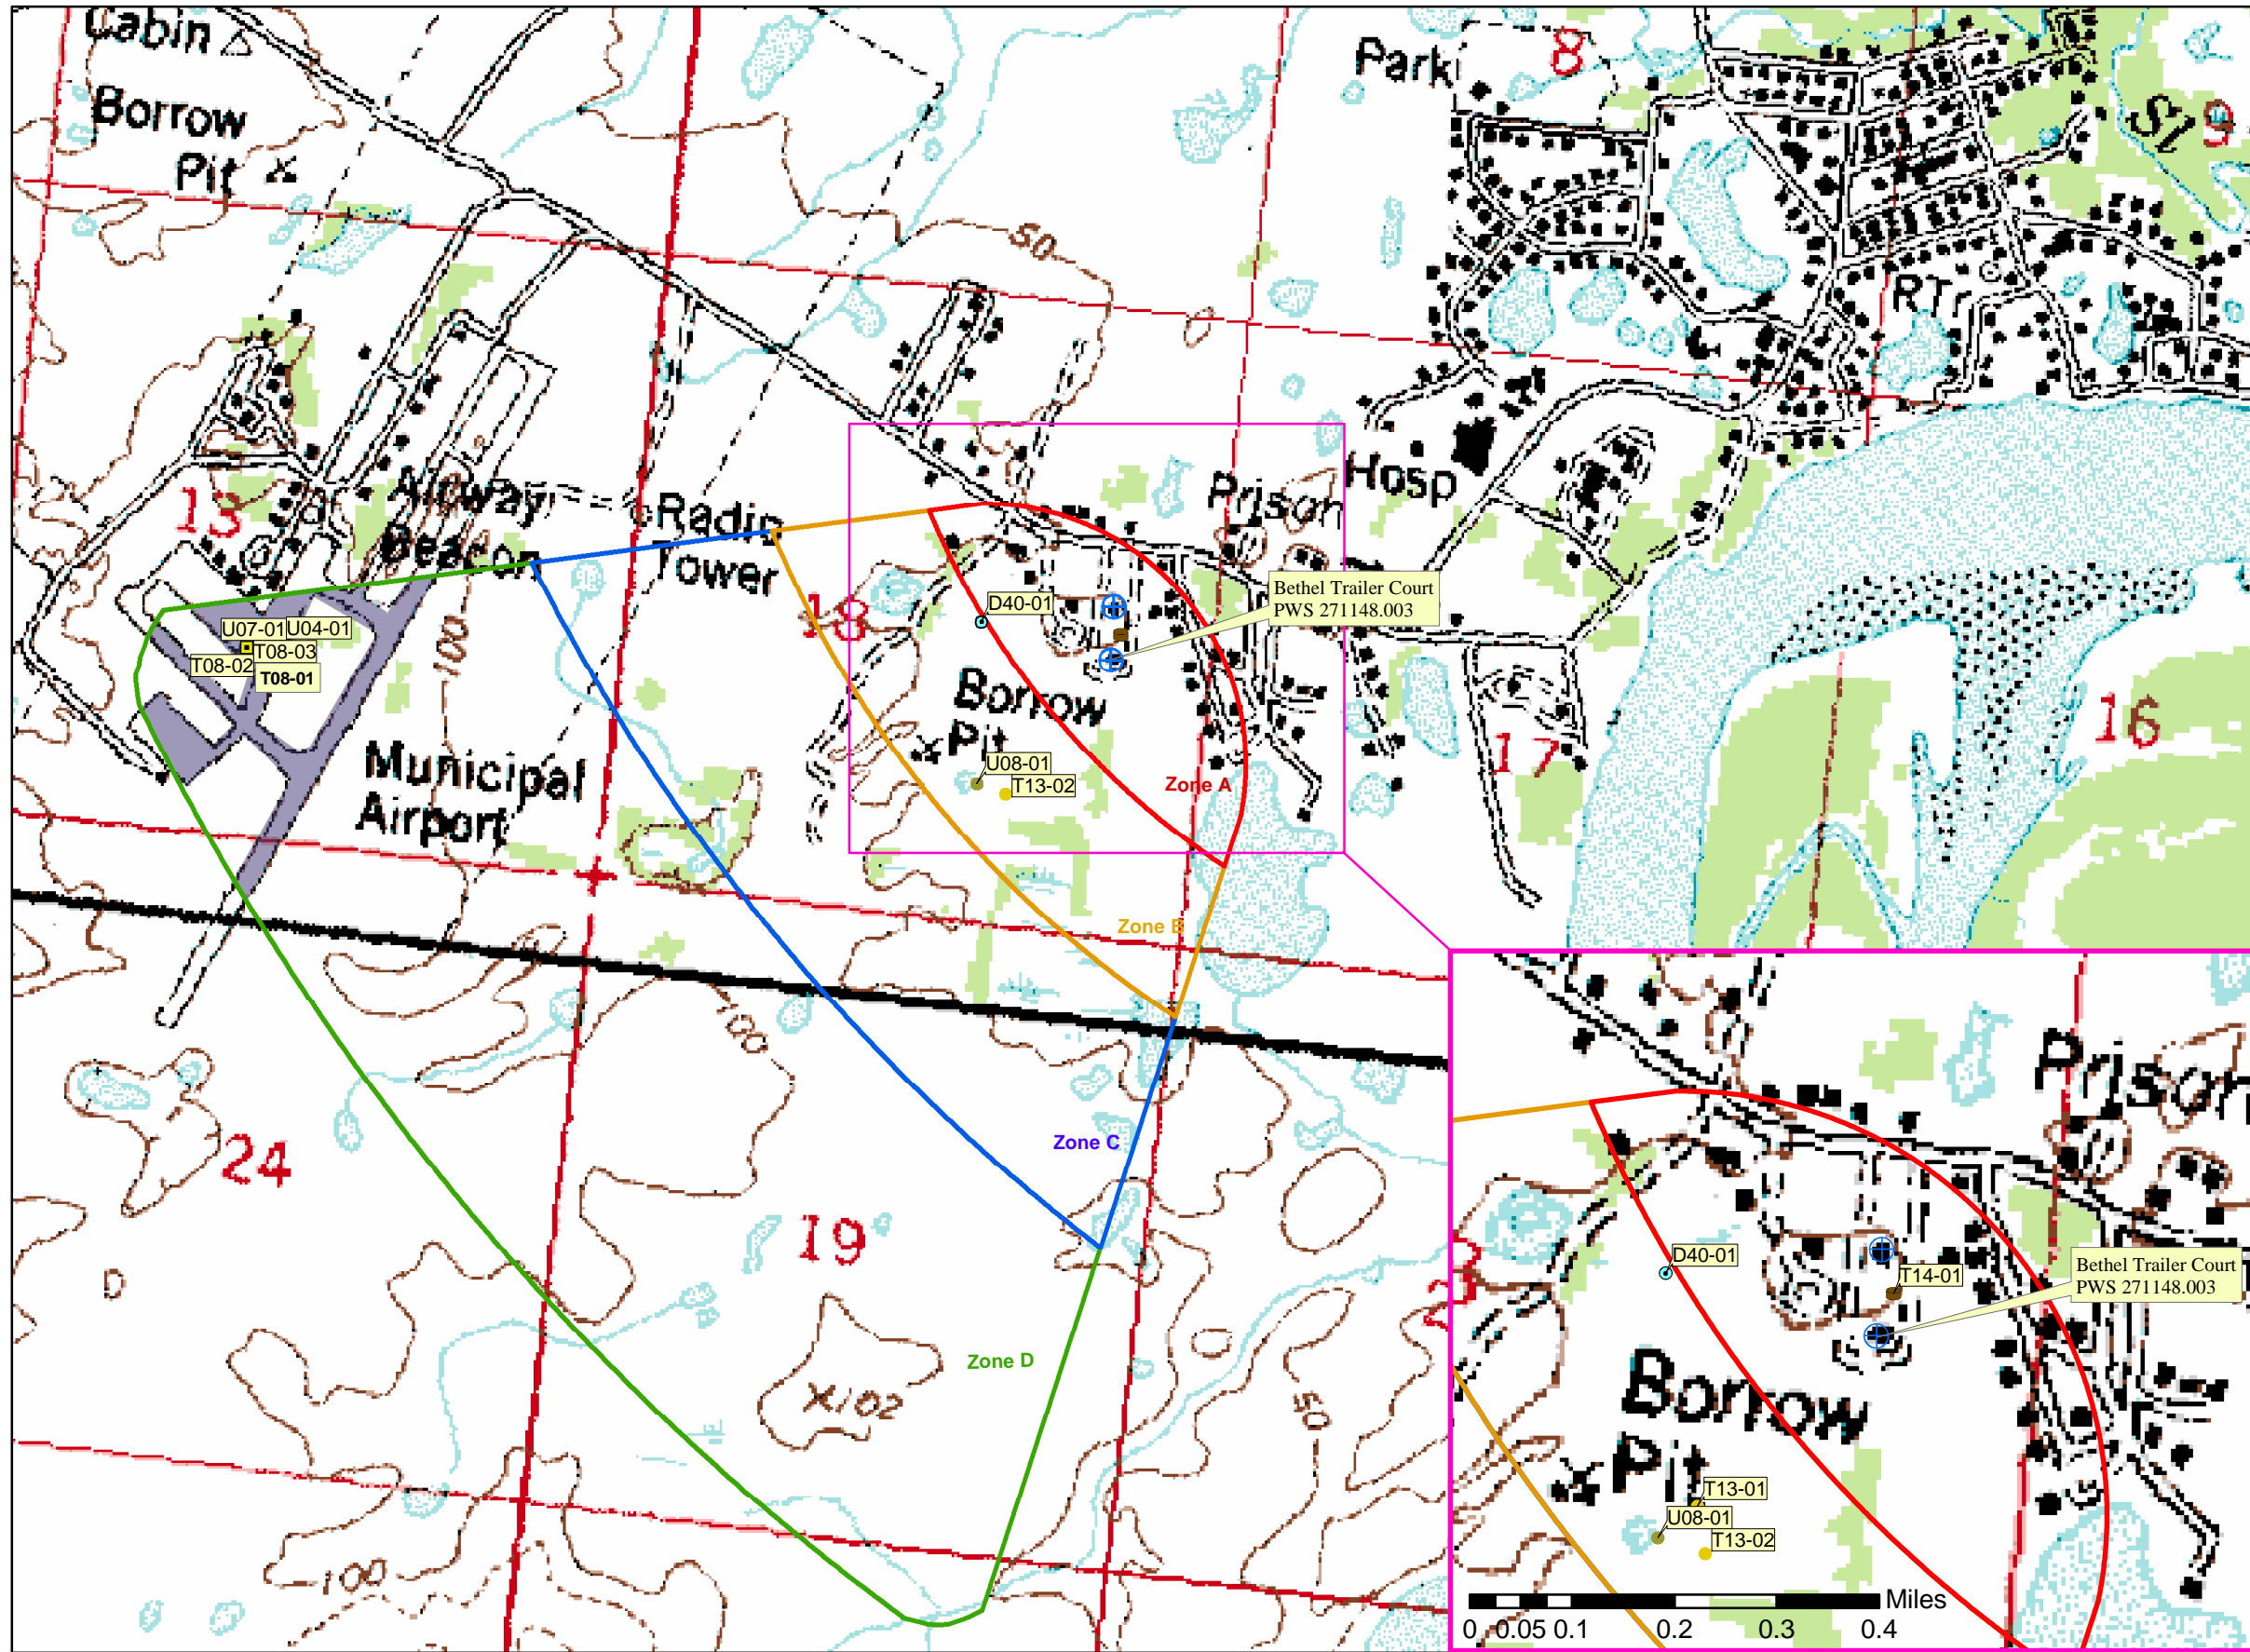 Cabin
Borrow
Pit
Park
8
9
Sl
50
RT
Hosp
Prison
13
Airway
Beacon
Radio
Tower
18
D40-01
Bethel Trailer Court
PWS 271148.003
U07-01
U04-01
T08-03
T08-02
T08-01
100
Borrow
Pit
U08-01
T13-02
Zone A
17
16
Municipal
Airport
Zone B
100
24
Zone C
19
Zone D
X102
50
100
Prison
D40-01
T14-01
Bethel Trailer Court
PWS 271148.003
Borrow
Pit
T13-01
U08-01
T13-02
Miles
0 0.05 0.1 0.2 0.3 0.4